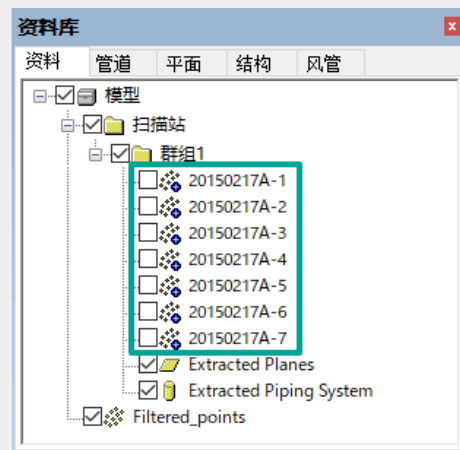 资料库
资料 管道 平面 结构 风管
模型
扫描站
群组1
20150217A-1
20150217A-2
20150217A-3
20150217A-4
20150217A-5
20150217A-6
20150217A-7
Extracted Planes
Extracted Piping System
Filtered_points